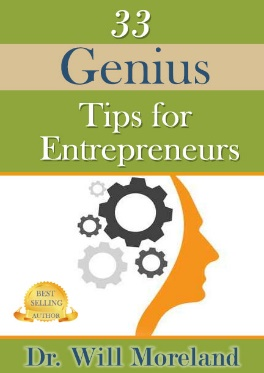 33
Genius
Tips for
Entrepreneurs
BEST
SELLING
AUTHOR
Dr. Will Moreland